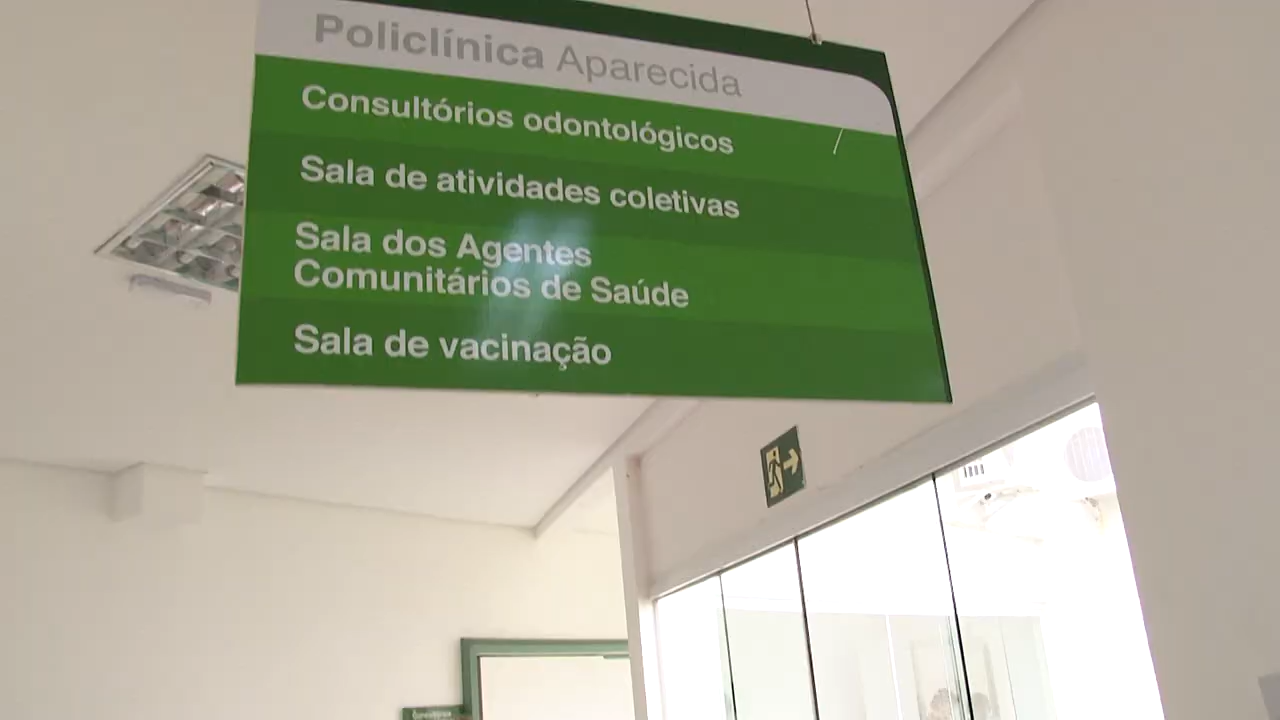 Policlínica Aparecida
Consultórios odontológicos
Sala de atividades coletivas
Sala dos Agentes
Comunitários de Saúde
Sala de vacinação